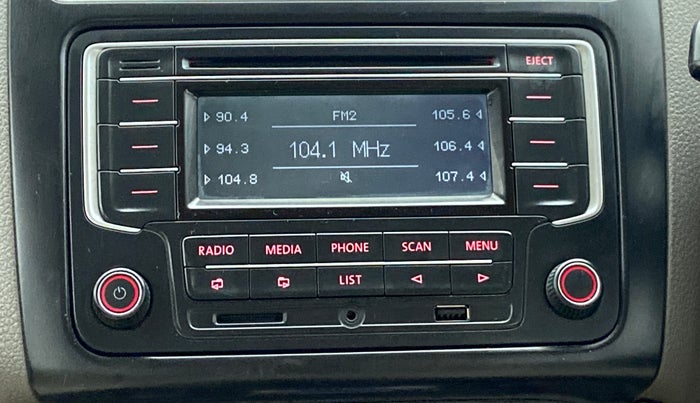 EJECT
90.4 FM2 105.6
94.3 104.1 MHz 106.4
104.8 107.4
RADIO MEDIA PHONE SCAN MENU
LIST